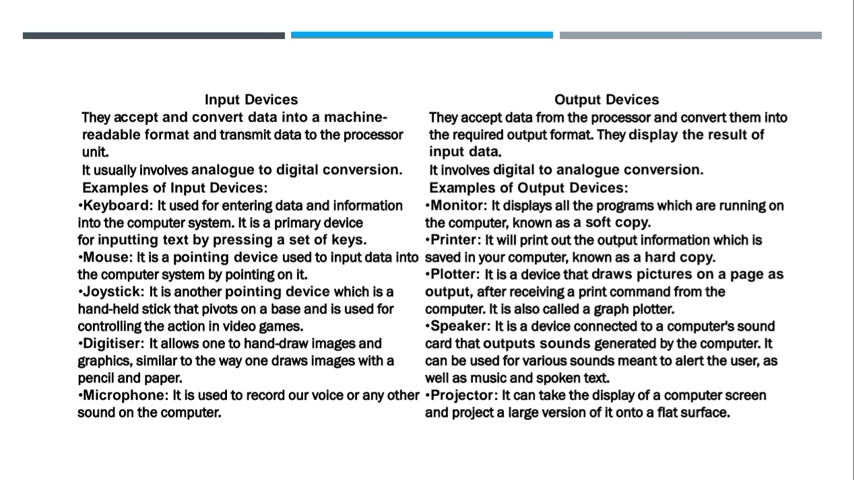 Input Devices
They accept and convert data into a machine-
readable format and transmit data to the processor
unit.
It usually involves analogue to digital conversion.
Examples of Input Devices:
•Keyboard: It used for entering data and information
into the computer system. It is a primary device
for inputting text by pressing a set of keys.
•Mouse: It is a pointing device used to input data into
the computer system by pointing on it.
•Joystick: It is another pointing device which is a
hand-held stick that pivots on a base and is used for
controlling the action in video games.
•Digitiser: It allows one to hand-draw images and
graphics, similar to the way one draws images with a
pencil and paper.
•Microphone: It is used to record our voice or any other
sound on the computer.
Output Devices
They accept data from the processor and convert them into
the required output format. They display the result of
input data.
It involves digital to analogue conversion.
Examples of Output Devices:
•Monitor: It displays all the programs which are running on
the computer, known as a soft copy.
•Printer: It will print out the output information which is
saved in your computer, known as a hard copy.
•Plotter: It is a device that draws pictures on a page as
output, after receiving a print command from the
computer. It is also called a graph plotter.
•Speaker: It is a device connected to a computer's sound
card that outputs sounds generated by the computer. It
can be used for various sounds meant to alert the user, as
well as music and spoken text.
•Projector: It can take the display of a computer screen
and project a large version of it onto a flat surface.